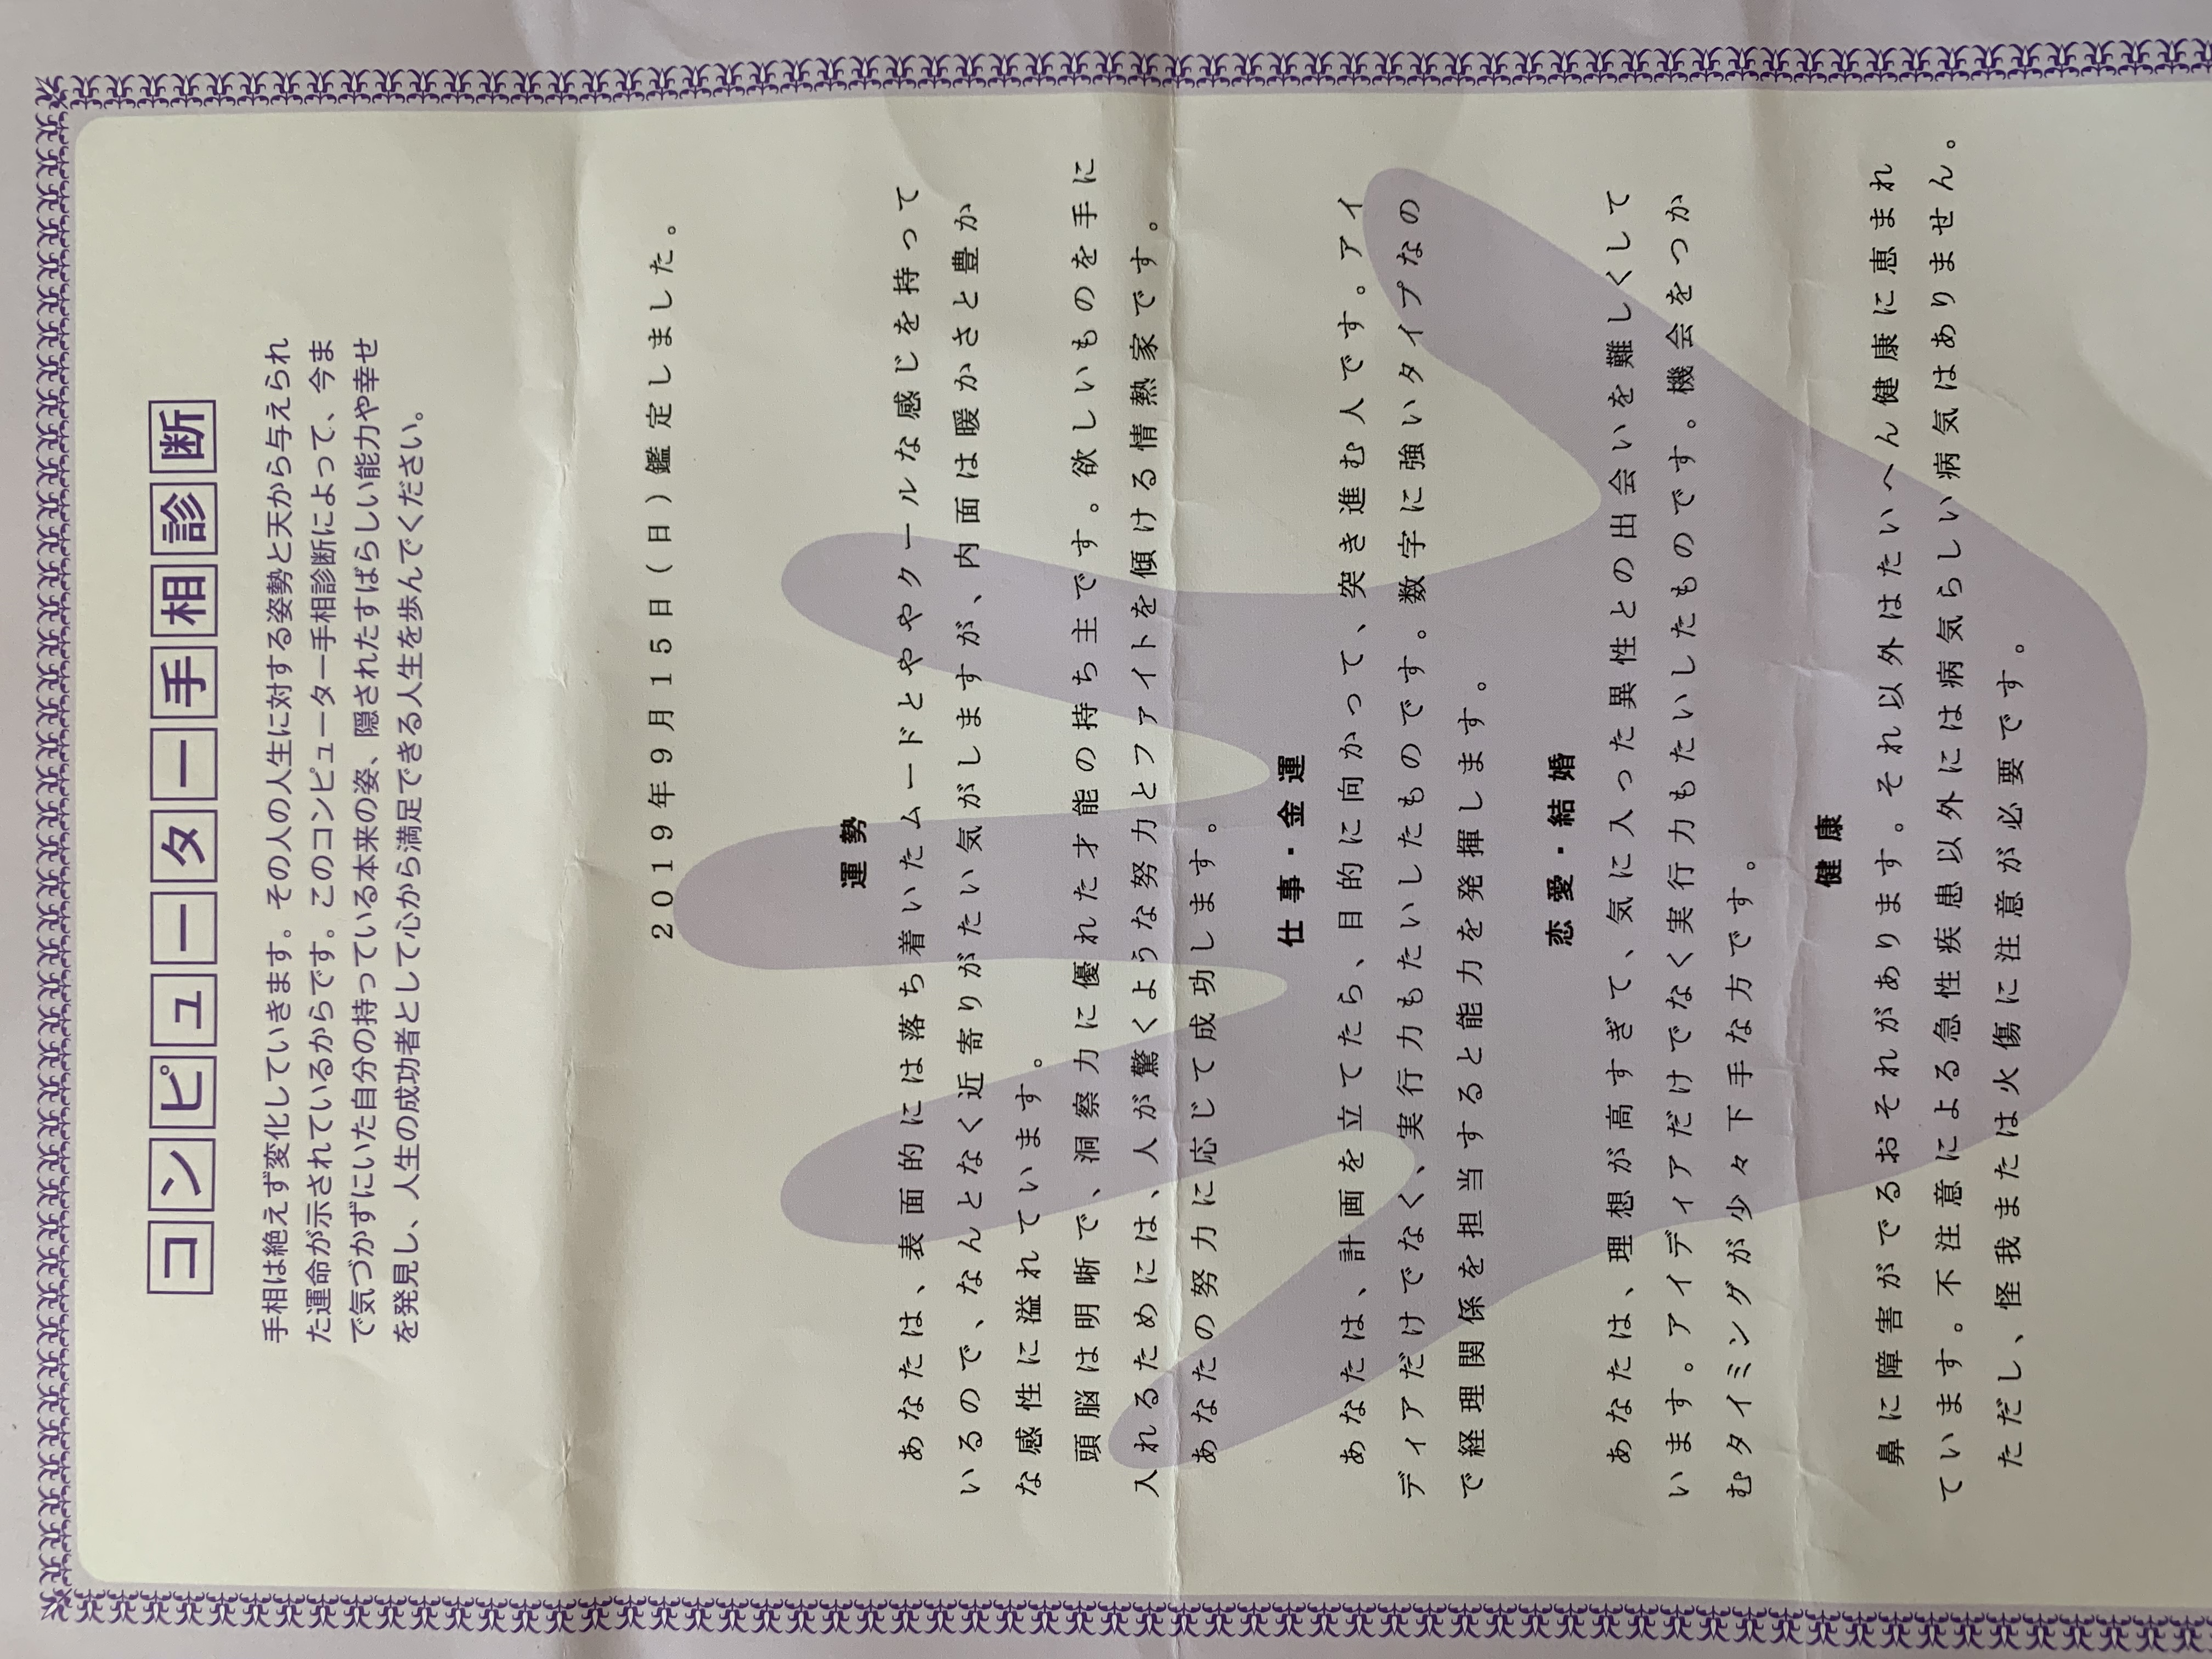 コンピューター手相診断
手相は絶えず変化していきます。その人の人生に対する姿勢と天から与えられ
た運命が示されているからです。このコンピューター手相診断によって、今ま
で気づかずにいた自分の持っている本来の姿、隠されたすばらしい能力や幸せ
を発見し、人生の成功者として心から満足できる人生を歩んでください。
2019年9月15日(日)鑑定しました。
運勢
あなたは、表面的には落ち着いたムードとややクールな感じを持って
いるので、なんとなく近寄りがたい気がしますが、内面は暖かさと豊か
な感性に溢れています。
頭脳は明晰で、洞察力に優れた才能の持ち主です。欲しいものを手に
入れるためには、人が驚くような努力とファイトを傾ける情熱家です。
あなたの努力に応じて成功します。
仕事・金運
あなたは、計画を立てたら、目的に向かって、突き進む人です。アイ
ディアだけでなく、実行力もたいしたものです。数字に強いタイプなの
で経理関係を担当すると能力を発揮します。
恋愛・結婚
あなたは、理想が高すぎて、気に入った異性との出会いを難しくして
います。アイディアだけでなく実行力もたいしたものです。機会をつか
むタイミングが少々下手な方です。
健康
鼻に障害がでるおそれがあります。それ以外はたいへん健康に恵まれ
ています。不注意による急性疾患以外には病気らしい病気はありません。
ただし、怪我または火傷に注意が必要です。